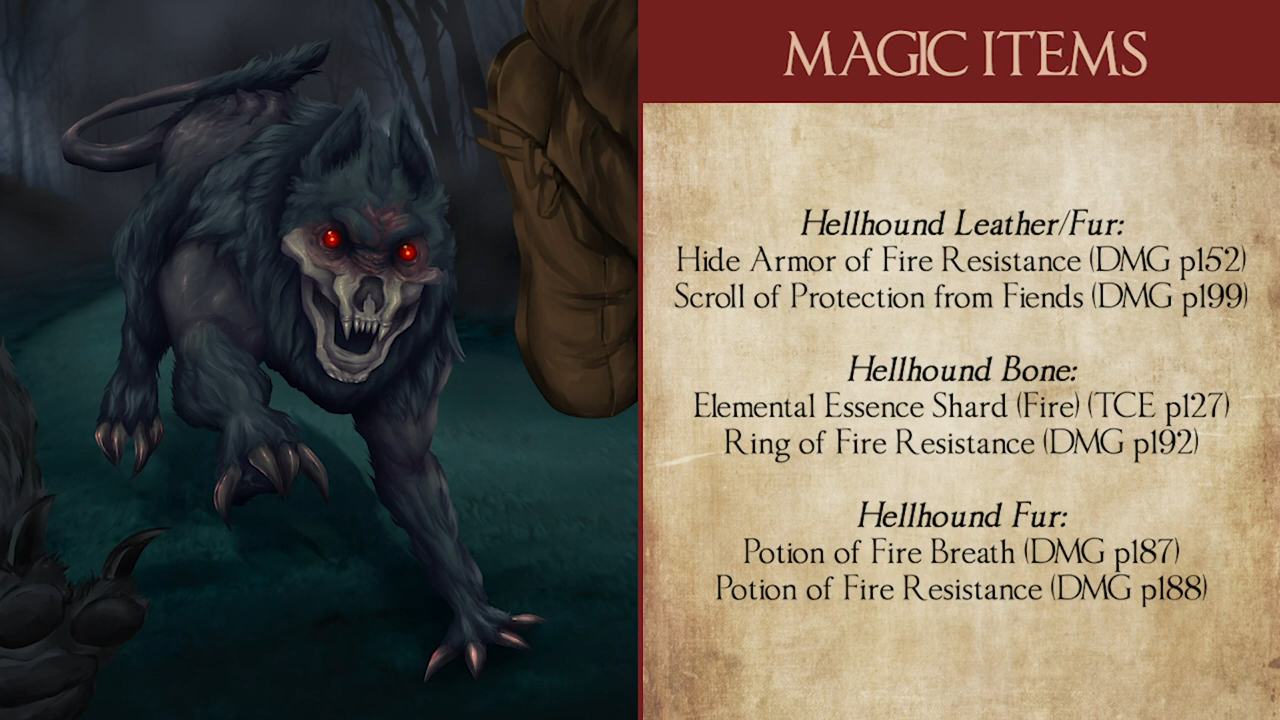 MAGIC ITEMS
Hellhound Leather/Fur:
Hide Armor of Fire Resistance (DMG p152)
Scroll of Protection from Fiends (DMG p199)
Hellhound Bone:
Elemental Essence Shard (Fire) (TCE p127)
Ring of Fire Resistance (DMG p192)
Hellhound Fur:
Potion of Fire Breath (DMG p187)
Potion of Fire Resistance (DMG p188)